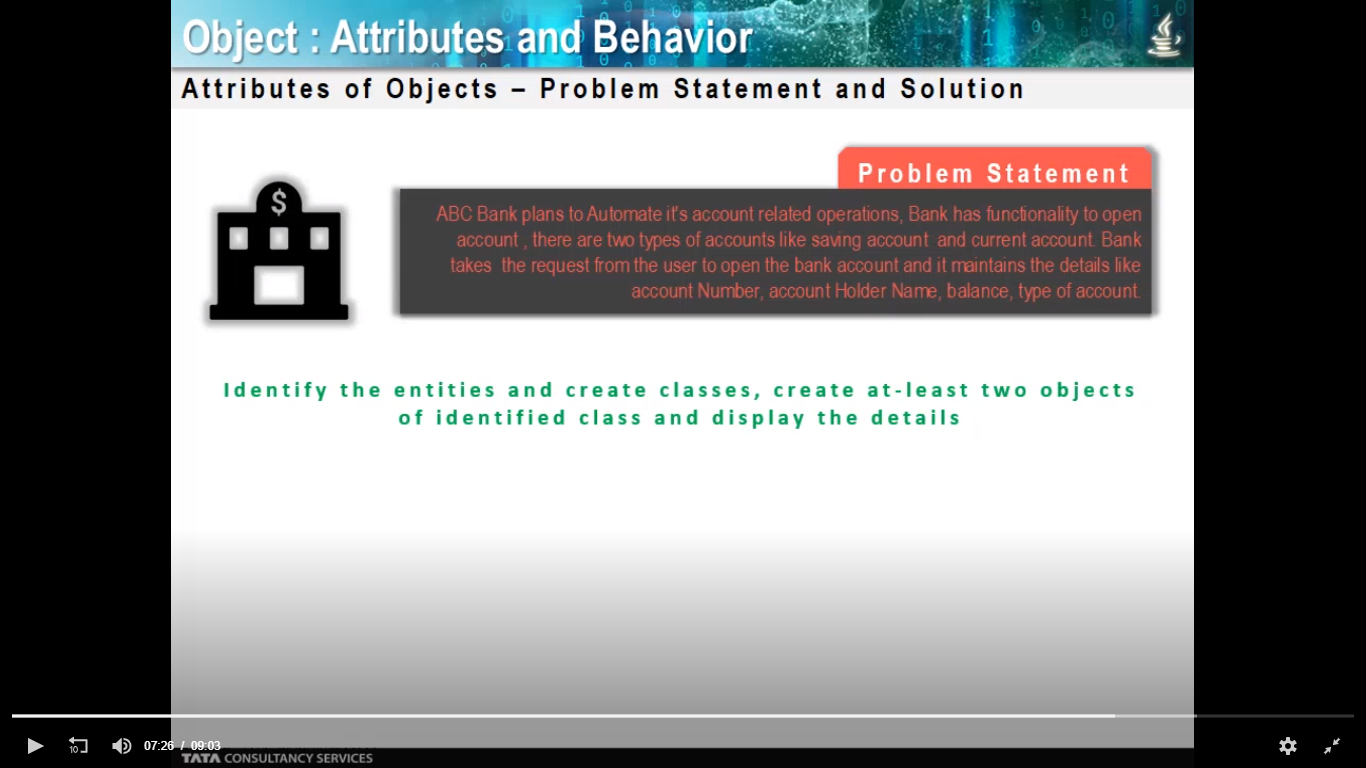 Object : Attributes and Behavior
Attributes of Objects – Problem Statement and Solution
$
Problem Statement
ABC Bank plans to Automate it's account related operations, Bank has functionality to open
account , there are two types of accounts like saving account and current account. Bank
takes the request from the user to open the bank account and it maintains the details like
account Number, account Holder Name, balance, type of account.
Identify the entities and create classes, create at-least two objects
of identified class and display the details
10
07:26 / 09:03
TATA CONSULTANCY SERVICES